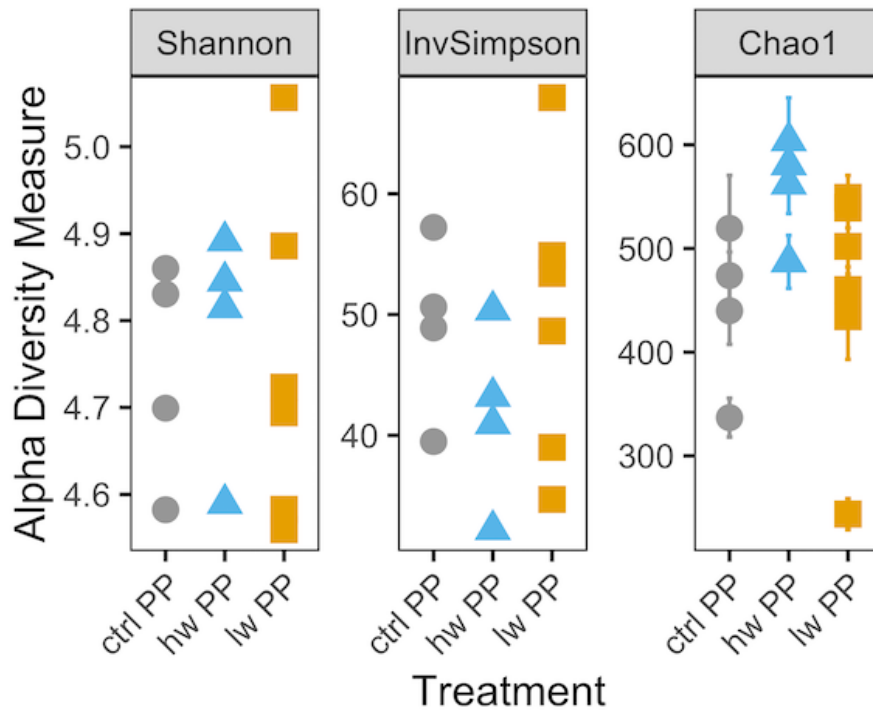 Shannon
InvSimpson
Chao1
Alpha Diversity Measure
5.0
4.9
4.8
4.7
4.6
60
50
40
600
500
400
300
ctrl PP
hw PP
lw PP
ctrl PP
hw PP
lw PP
ctrl PP
hw PP
lw PP
Treatment